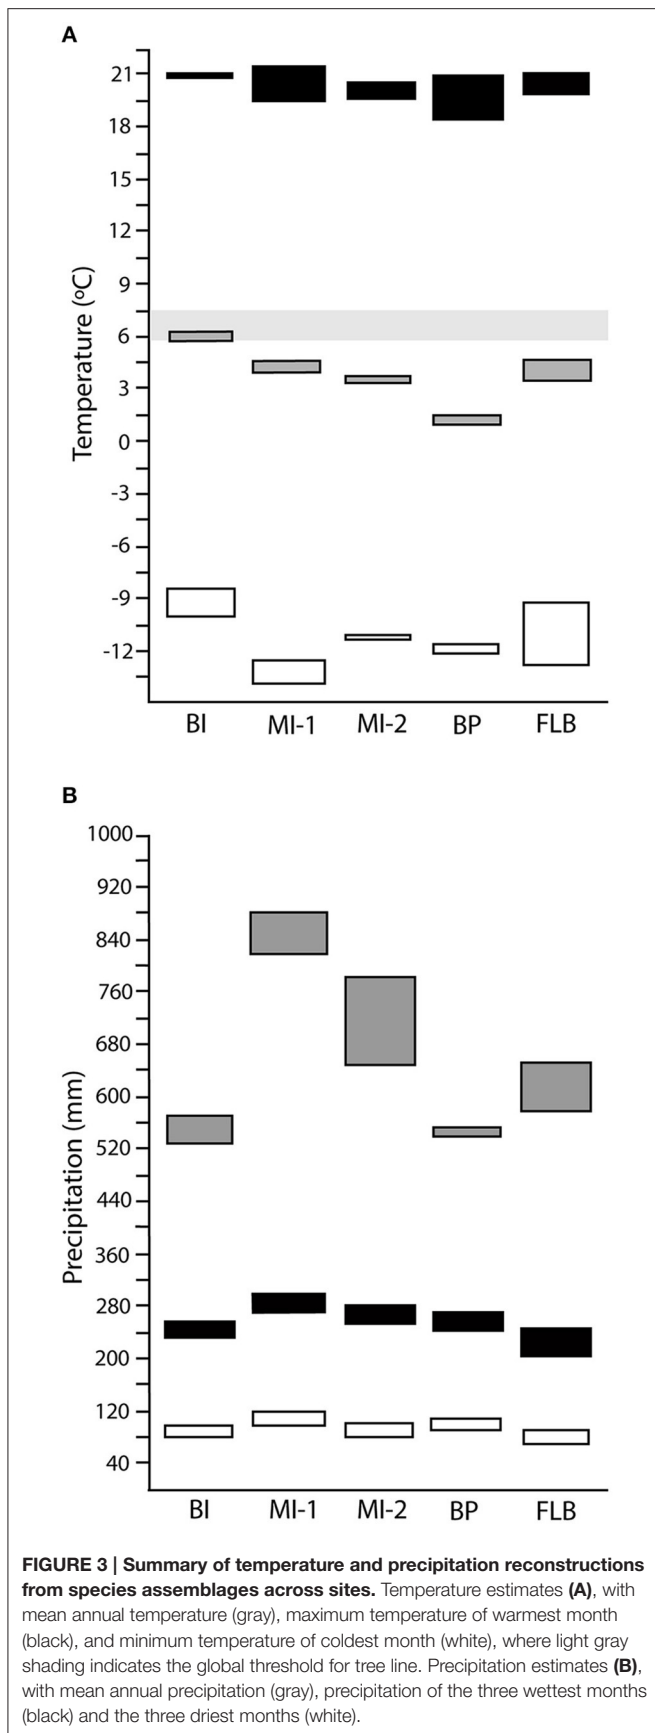 A
21
18
15
12
9
6
3
0
-3
-6
-9
-12
Temperature (ºC)
BI MI-1 MI-2 BP FLB
B
1000
920
840
760
680
600
520
440
360
280
200
120
40
Precipitation (mm)
BI MI-1 MI-2 BP FLB
FIGURE 3 | Summary of temperature and precipitation reconstructions
from species assemblages across sites. Temperature estimates (A), with
mean annual temperature (gray), maximum temperature of warmest month
(black), and minimum temperature of coldest month (white), where light gray
shading indicates the global threshold for tree line. Precipitation estimates (B),
with mean annual precipitation (gray), precipitation of the three wettest months
(black) and the three driest months (white).